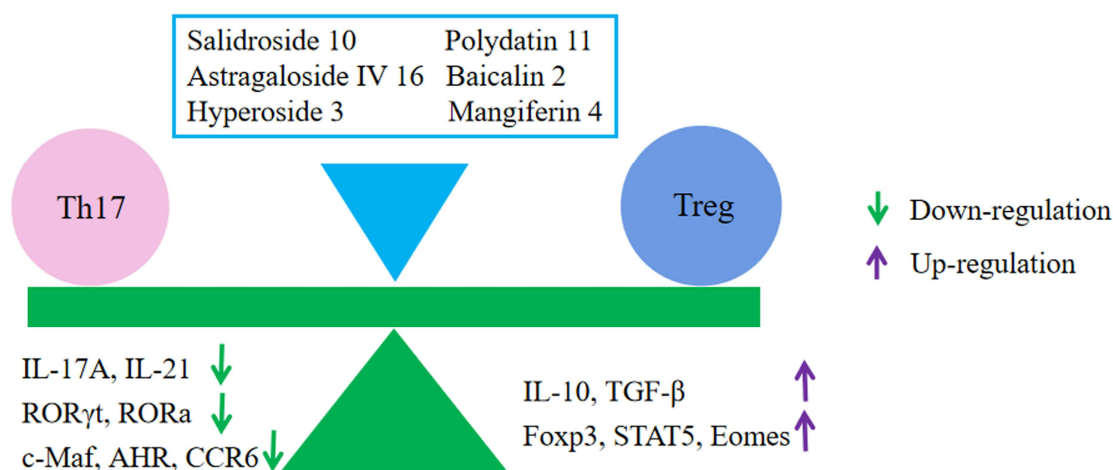 Salidroside 10 Polydatin 11
Astragaloside IV 16 Baicalin 2
Hyperoside 3 Mangiferin 4
Th17
Treg
Down-regulation
Up-regulation
IL-17A, IL-21
RORγt, RORa
c-Maf, AHR, CCR6
IL-10, TGF-β
Foxp3, STAT5, Eomes